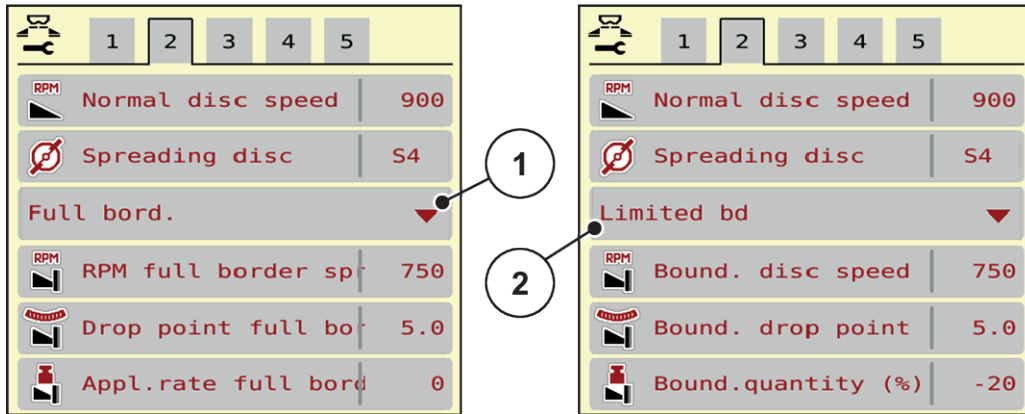 1 2 3 4 5
RPM Normal disc speed 900
Spreading disc S4
Full bord.
RPM RPM full border spr 750
Drop point full bor 5.0
Appl.rate full bord 0
1
2
1 2 3 4 5
RPM Normal disc speed 900
Spreading disc S4
Limited bd
RPM Bound. disc speed 750
Bound. drop point 5.0
Bound.quantity (%) -20